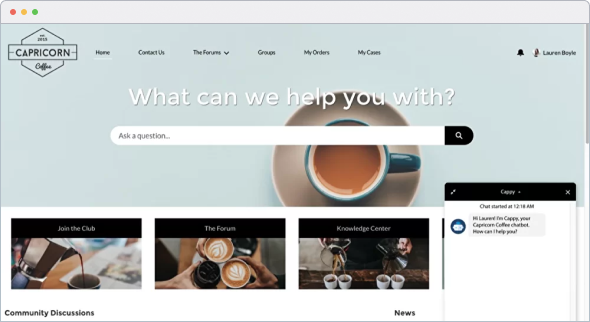 EST.
2015
CAPRICORN
Coffee
Home
Contact Us
The Forums
Groups
My Orders
My Cases
Lauren Boyle
What can we help you with?
Ask a question...
Cappy
Chat started at 12:18 AM
Hi Lauren! I'm Cappy, your
Capricorn Coffee chatbot.
How can I help you?
Join the Club
The Forum
Knowledge Center
Community Discussions
News